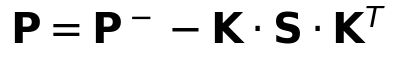 P = P⁻ − K · S · Kᵀ